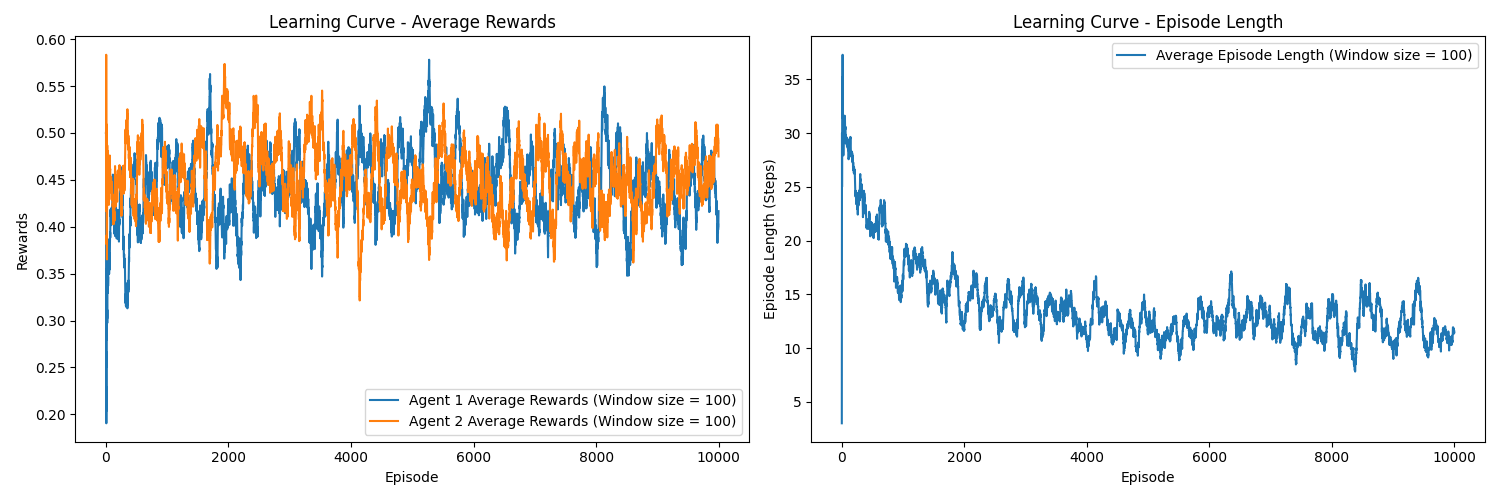 Learning Curve - Average Rewards
0.60
0.55
0.50
0.45
0.40
0.35
0.30
0.25
0.20
Rewards
Agent 1 Average Rewards (Window size = 100)
Agent 2 Average Rewards (Window size = 100)
0 2000 4000 6000 8000 10000
Episode
Learning Curve - Episode Length
Average Episode Length (Window size = 100)
35
30
25
20
15
10
5
Episode Length (Steps)
0 2000 4000 6000 8000 10000
Episode